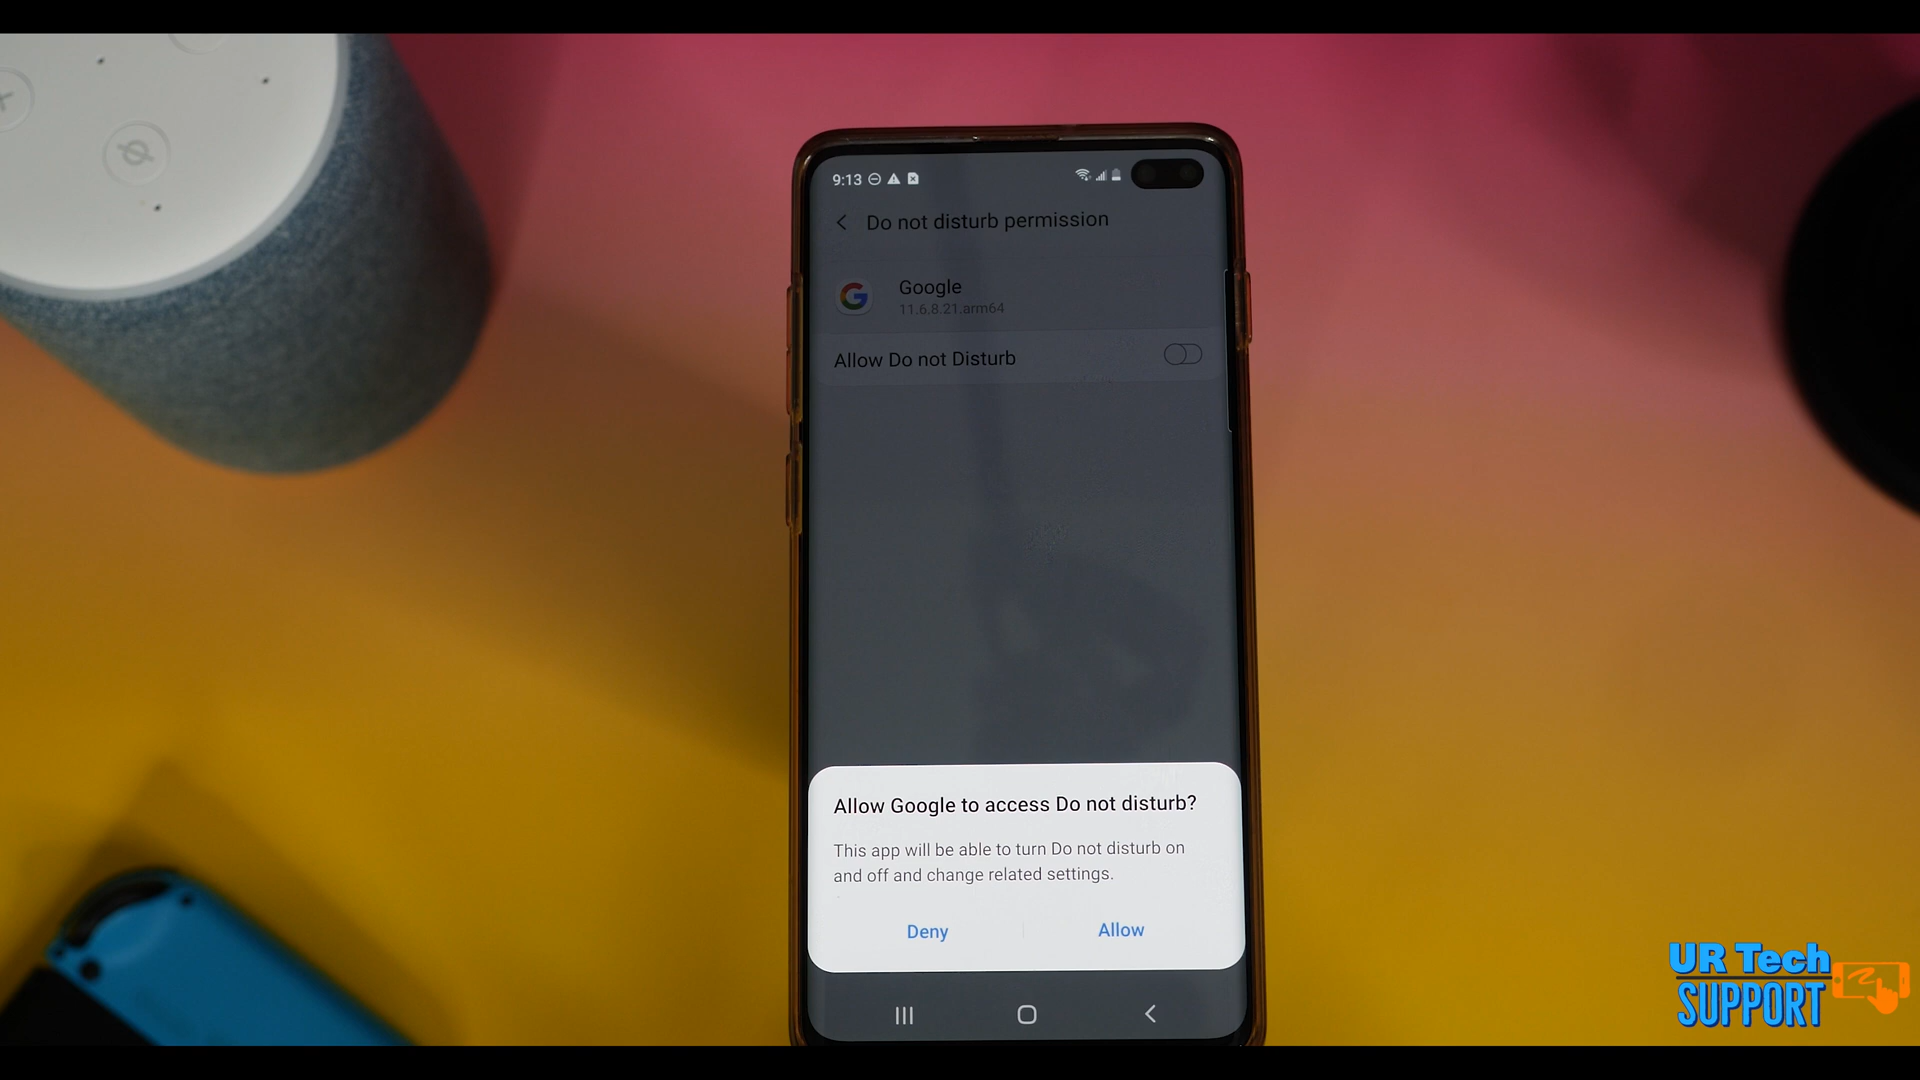 9:13
Do not disturb permission
Google
11.6.8.21.arm64
Allow Do not Disturb
Allow Google to access Do not disturb?
This app will be able to turn Do not disturb on
and off and change related settings.
Deny
Allow
UR Tech
SUPPORT